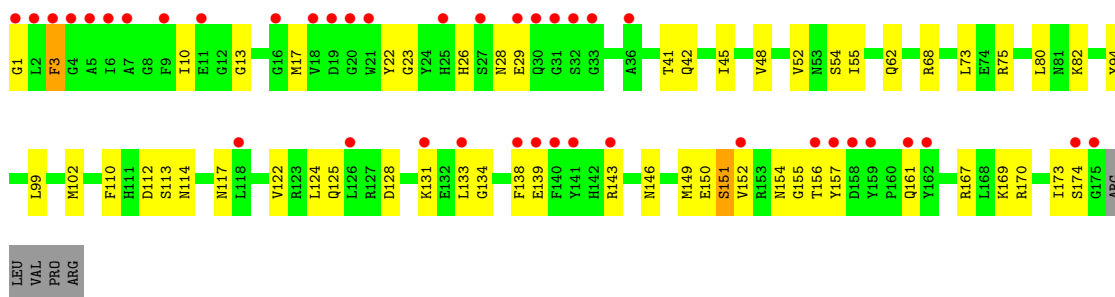 G1 L2 F3 G4 A5 I6 A7 G8 F9 I10 E11 G12 G13 G16 M17 V18 D19 G20 W21 Y22 G23 Y24 H25 H26 S27 N28 E29 Q30 G31 S32 G33 A36 T41 Q42 I45 V48 V52 N53 S54 I55 Q62 R68 L73 E74 R75 L80 N81 K82
L99 M102 F110 H111 D112 S113 N114 N117 L118 V122 R123 L124 Q125 L126 R127 D128 K131 E132 L133 G134 F138 E139 F140 Y141 H142 R143 N146 M149 E150 S151 V152 R153 N154 G155 T156 Y157 D158 Y159 P160 Q161 Y162 R167 L168 K169 R170 I173 S174 G175 ARG
LEU VAL PRO ARG